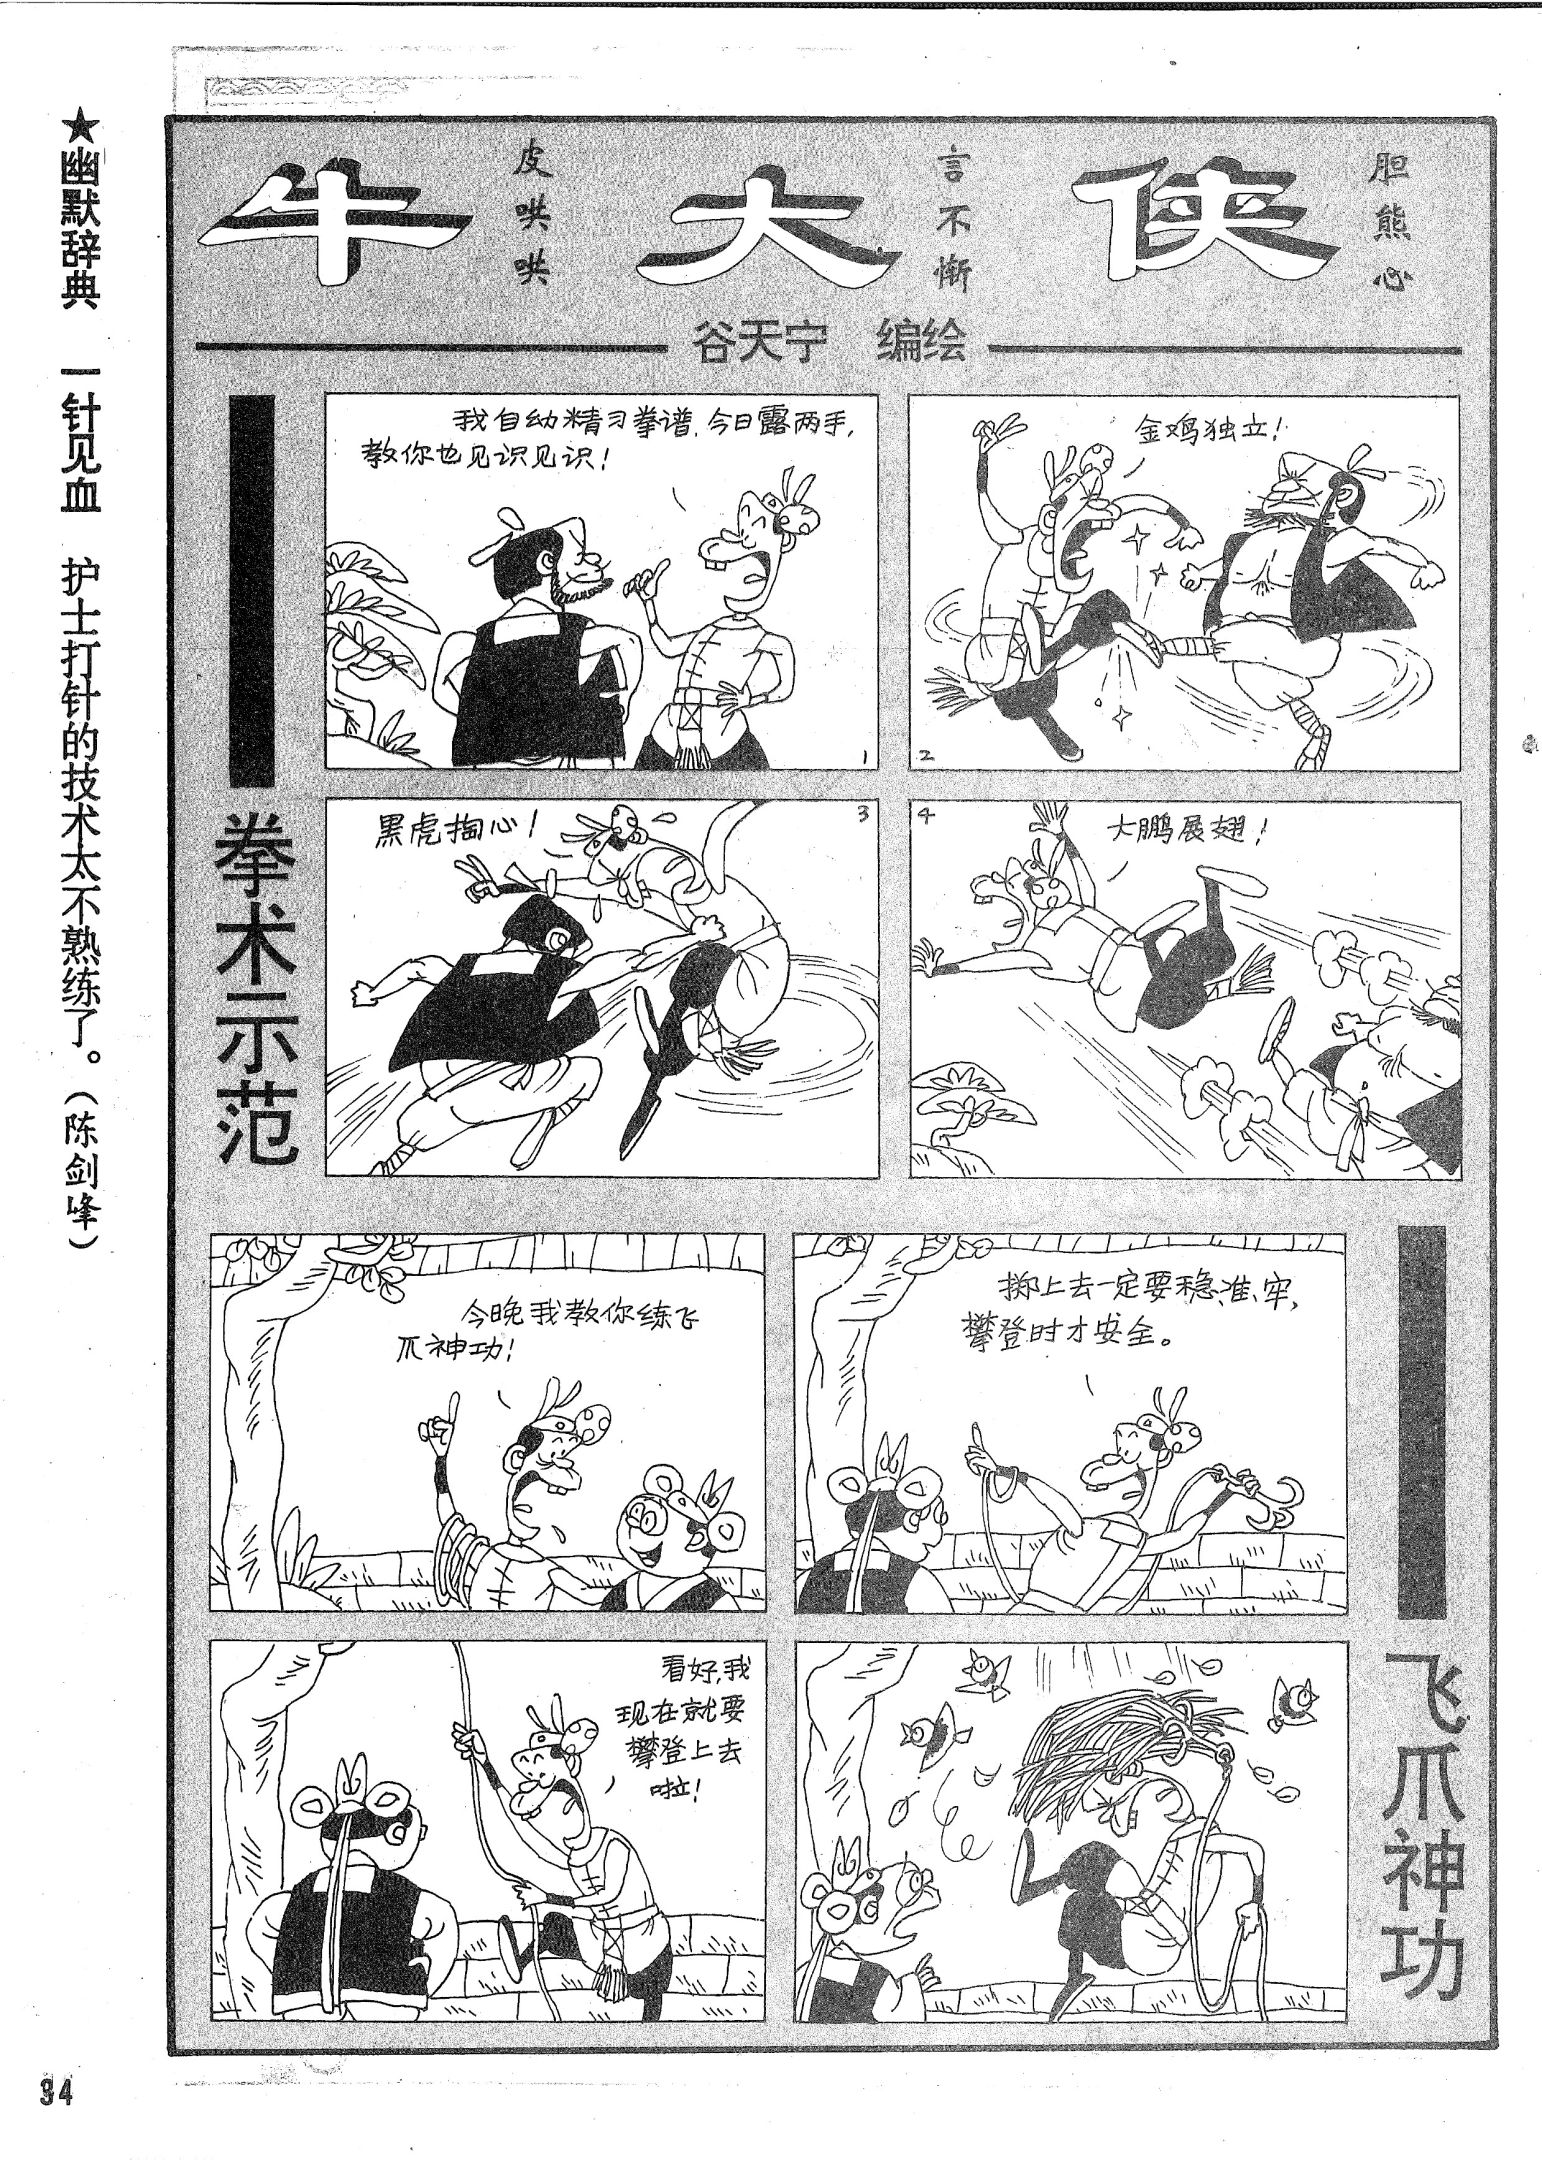 ★幽默辞典 一针见血 护士打针的技术太不熟练了。(陈剑峰)
牛皮哄哄
大言不惭
侠胆熊心
谷天宁 编绘
拳术示范
我自幼精习拳谱,今日露两手,
教你也见识见识!
1
金鸡独立!
2
黑虎掏心!
3
4
大鹏展翅!
飞爪神功
今晚我教你练飞
爪神功!
掷上去一定要稳、准、牢,
攀登时才安全。
看好,我
现在就要
攀登上去
啦!
34